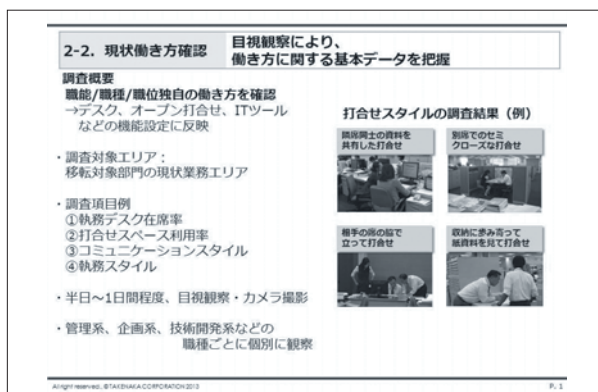 2-2. 現状働き方確認
目視観察により、
働き方に関する基本データを把握
調査概要
職能/職種/職位独自の働き方を確認
→デスク、オープン打合せ、ITツール
などの機能設定に反映
・調査対象エリア：
移転対象部門の現状業務エリア
・調査項目例
①執務デスク在席率
②打合せスペース利用率
③コミュニケーションスタイル
④執務スタイル
・半日～1日間程度、目視観察・カメラ撮影
・管理系、企画系、技術開発系などの
職種ごとに個別に観察
打合せスタイルの調査結果（例）
隣席同士の資料を
共有した打合せ
別席でのセミ
クローズな打合せ
相手の席の脇で
立って打合せ
収納に歩み寄って
紙資料を見て打合せ
All right reserved, ©TAKENAKA CORPORATION 2013
P. 1